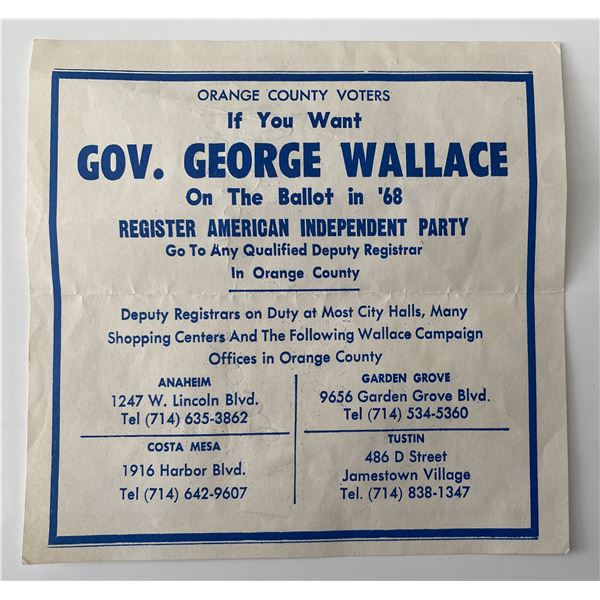 ORANGE COUNTY VOTERS
If You Want
GOV. GEORGE WALLACE
On The Ballot in '68
REGISTER AMERICAN INDEPENDENT PARTY
Go To Any Qualified Deputy Registrar
In Orange County
Deputy Registrars on Duty at Most City Halls, Many
Shopping Centers And The Following Wallace Campaign
Offices in Orange County
ANAHEIM
1247 W. Lincoln Blvd.
Tel (714) 635-3862
GARDEN GROVE
9656 Garden Grove Blvd.
Tel (714) 534-5360
COSTA MESA
1916 Harbor Blvd.
Tel (714) 642-9607
TUSTIN
486 D Street
Jamestown Village
Tel. (714) 838-1347